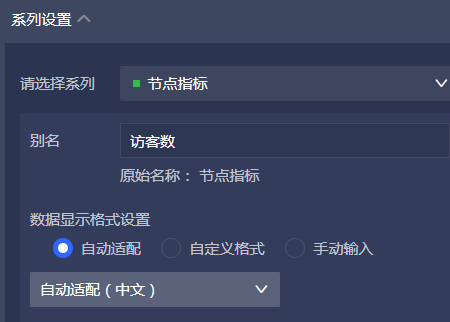 系列设置
请选择系列 节点指标
别名 访客数
原始名称： 节点指标
数据显示格式设置
自动适配 自定义格式 手动输入
自动适配（中文）